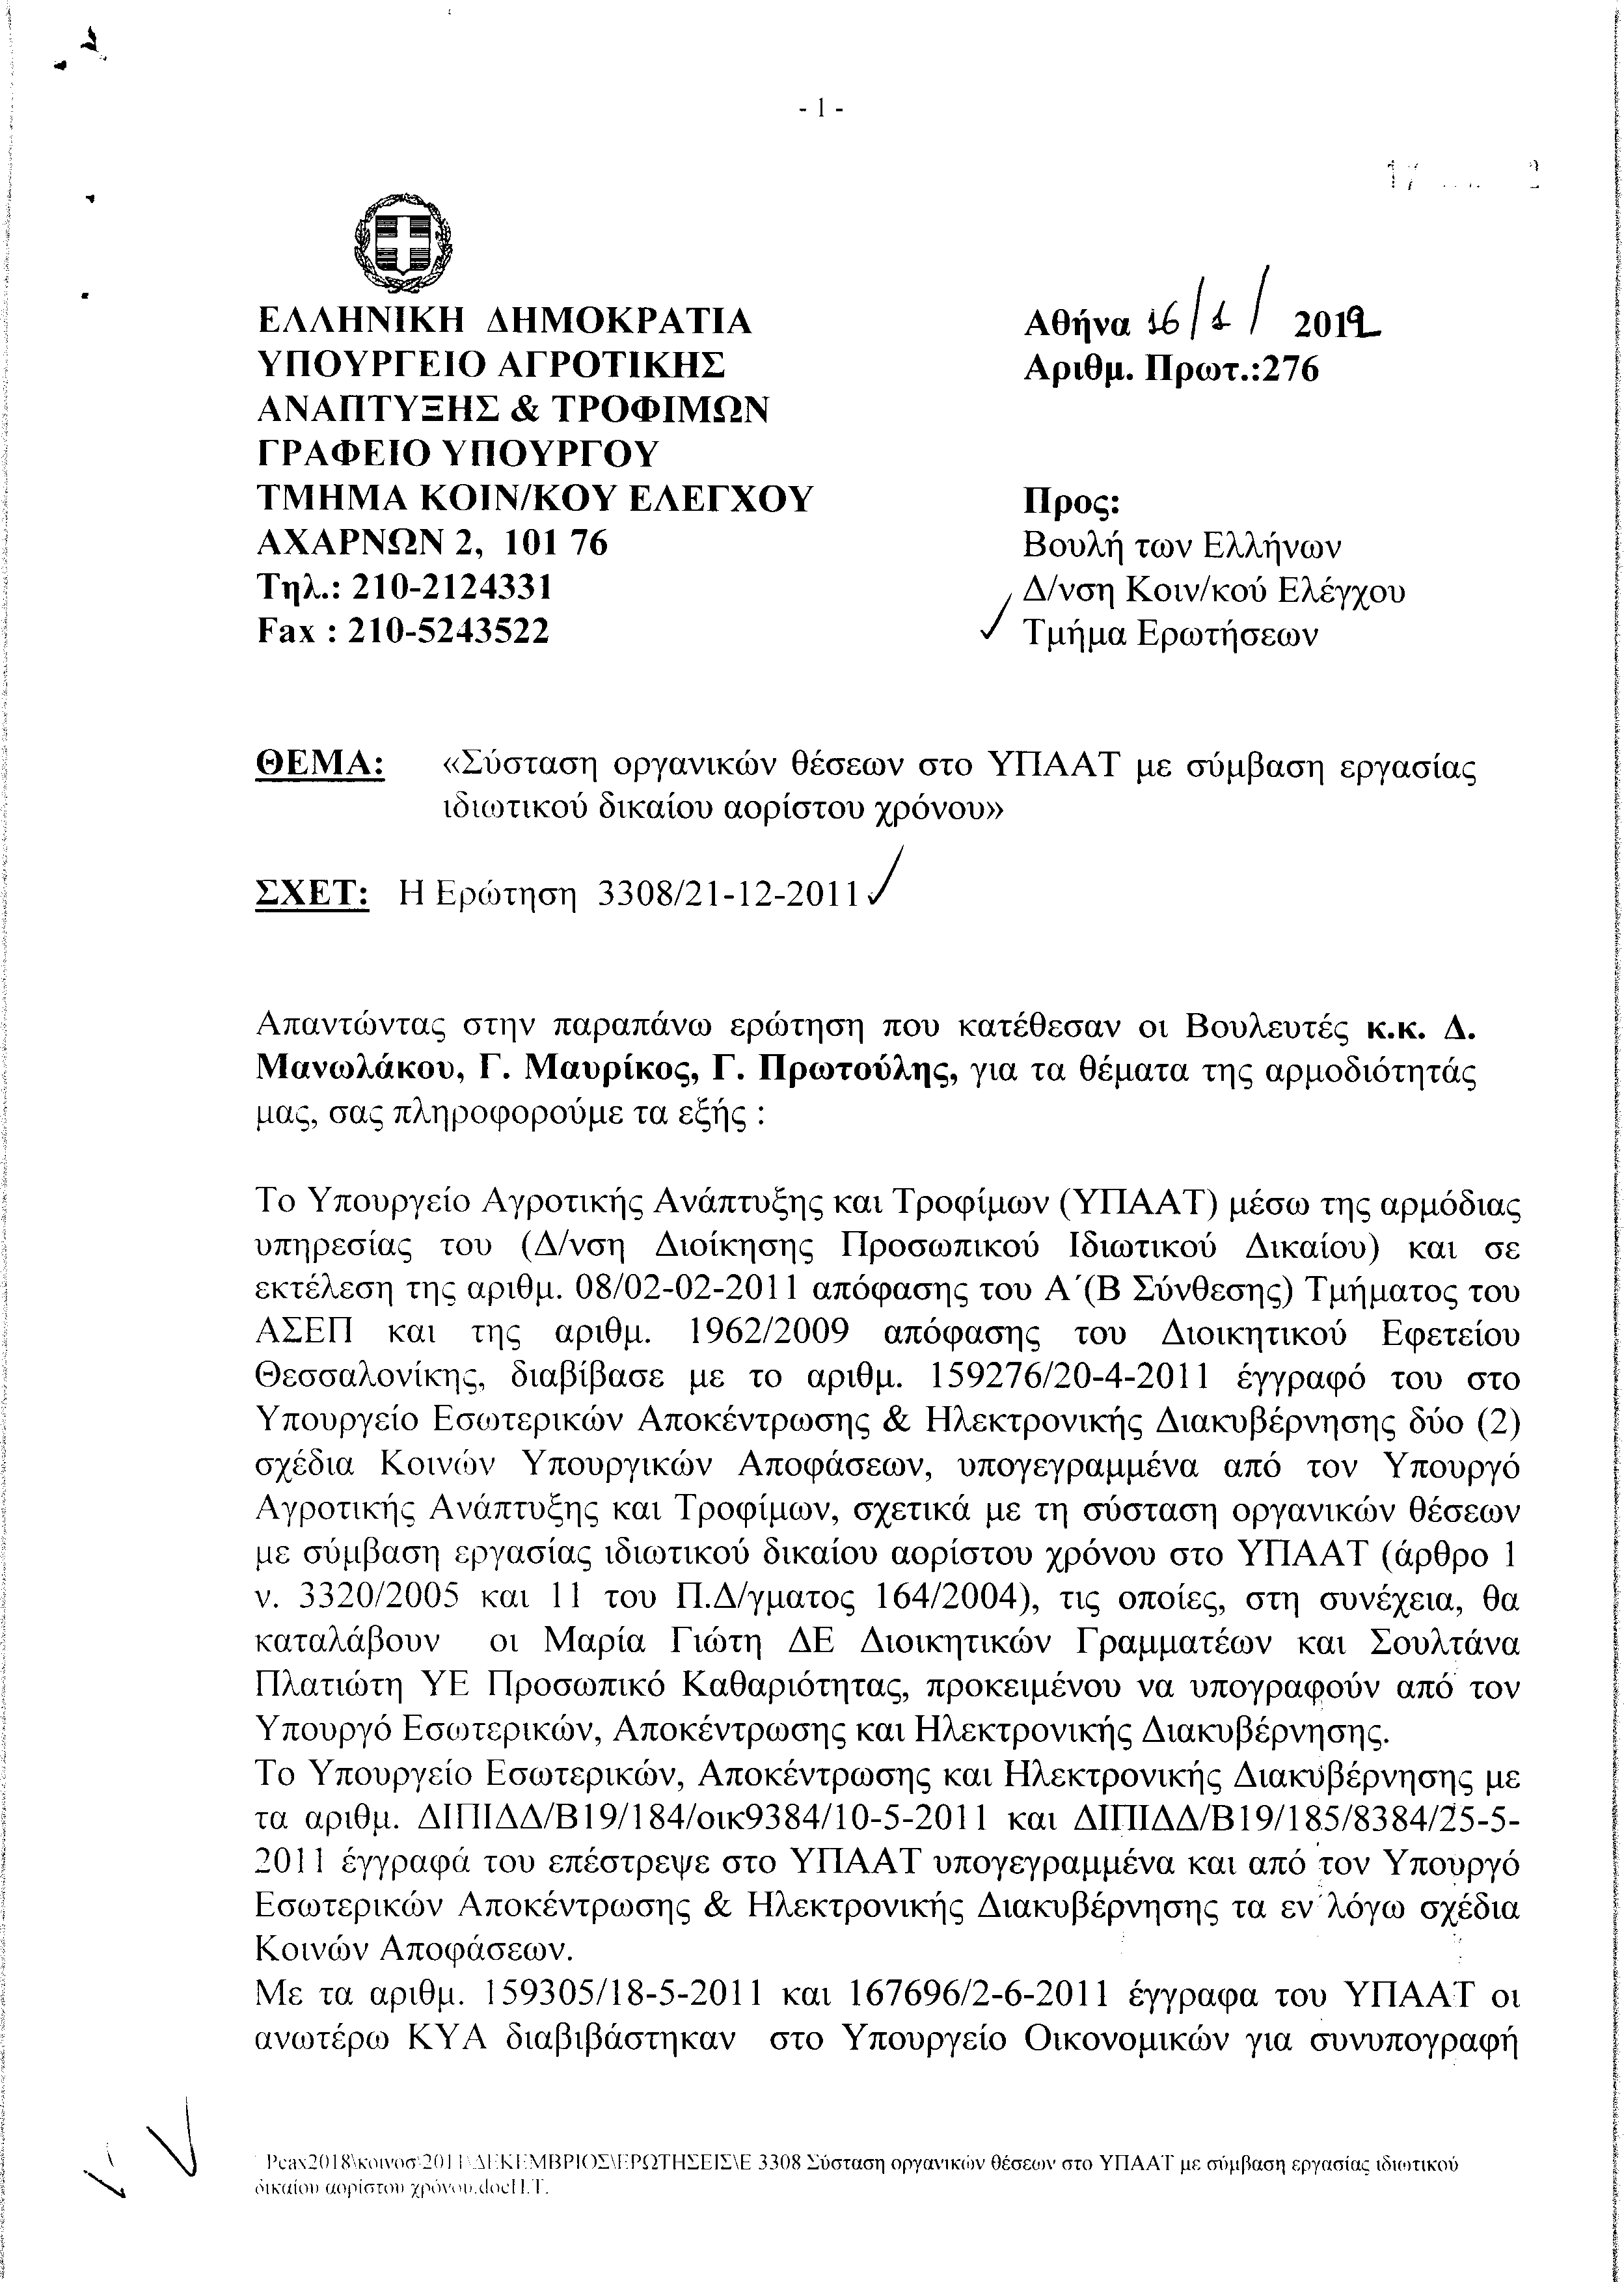 - 1 -
ΕΛΛΗΝΙΚΗ ΔΗΜΟΚΡΑΤΙΑ
ΥΠΟΥΡΓΕΙΟ ΑΓΡΟΤΙΚΗΣ
ΑΝΑΠΤΥΞΗΣ & ΤΡΟΦΙΜΩΝ
ΓΡΑΦΕΙΟ ΥΠΟΥΡΓΟΥ
ΤΜΗΜΑ ΚΟΙΝ/ΚΟΥ ΕΛΕΓΧΟΥ
ΑΧΑΡΝΩΝ 2, 101 76
Τηλ.: 210-2124331
Fax : 210-5243522
Αθήνα 16/1/ 2012
Αριθμ. Πρωτ.:276
Προς:
Βουλή των Ελλήνων
Δ/νση Κοιν/κού Ελέγχου
Τμήμα Ερωτήσεων
ΘΕΜΑ: «Σύσταση οργανικών θέσεων στο ΥΠΑΑΤ με σύμβαση εργασίας
ιδιωτικού δικαίου αορίστου χρόνου»
ΣΧΕΤ: Η Ερώτηση 3308/21-12-2011
Απαντώντας στην παραπάνω ερώτηση που κατέθεσαν οι Βουλευτές κ.κ. Δ.
Μανωλάκου, Γ. Μαυρίκος, Γ. Πρωτούλης, για τα θέματα της αρμοδιότητάς
μας, σας πληροφορούμε τα εξής :
Το Υπουργείο Αγροτικής Ανάπτυξης και Τροφίμων (ΥΠΑΑΤ) μέσω της αρμόδιας
υπηρεσίας του (Δ/νση Διοίκησης Προσωπικού Ιδιωτικού Δικαίου) και σε
εκτέλεση της αριθμ. 08/02-02-2011 απόφασης του Α΄(Β Σύνθεσης) Τμήματος του
ΑΣΕΠ και της αριθμ. 1962/2009 απόφασης του Διοικητικού Εφετείου
Θεσσαλονίκης, διαβίβασε με το αριθμ. 159276/20-4-2011 έγγραφό του στο
Υπουργείο Εσωτερικών Αποκέντρωσης & Ηλεκτρονικής Διακυβέρνησης δύο (2)
σχέδια Κοινών Υπουργικών Αποφάσεων, υπογεγραμμένα από τον Υπουργό
Αγροτικής Ανάπτυξης και Τροφίμων, σχετικά με τη σύσταση οργανικών θέσεων
με σύμβαση εργασίας ιδιωτικού δικαίου αορίστου χρόνου στο ΥΠΑΑΤ (άρθρο 1
ν. 3320/2005 και 11 του Π.Δ/γματος 164/2004), τις οποίες, στη συνέχεια, θα
καταλάβουν οι Μαρία Γιώτη ΔΕ Διοικητικών Γραμματέων και Σουλτάνα
Πλατιώτη ΥΕ Προσωπικό Καθαριότητας, προκειμένου να υπογραφούν από τον
Υπουργό Εσωτερικών, Αποκέντρωσης και Ηλεκτρονικής Διακυβέρνησης.
Το Υπουργείο Εσωτερικών, Αποκέντρωσης και Ηλεκτρονικής Διακυβέρνησης με
τα αριθμ. ΔΙΠΙΔΔ/Β19/184/οικ9384/10-5-2011 και ΔΙΠΙΔΔ/Β19/185/8384/25-5-
2011 έγγραφά του επέστρεψε στο ΥΠΑΑΤ υπογεγραμμένα και από τον Υπουργό
Εσωτερικών Αποκέντρωσης & Ηλεκτρονικής Διακυβέρνησης τα εν λόγω σχέδια
Κοινών Αποφάσεων.
Με τα αριθμ. 159305/18-5-2011 και 167696/2-6-2011 έγγραφα του ΥΠΑΑΤ οι
ανωτέρω ΚΥΑ διαβιβάστηκαν στο Υπουργείο Οικονομικών για συνυπογραφή
Pcax2018\κοινοσ\2011\ΔΕΚΕΜΒΡΙΟΣ\ΕΡΩΤΗΣΕΙΣ\Ε 3308 Σύσταση οργανικών θέσεων στο ΥΠΑΑΤ με σύμβαση εργασίας ιδιωτικού
δικαίου αορίστου χρόνου.docΙ.Τ.